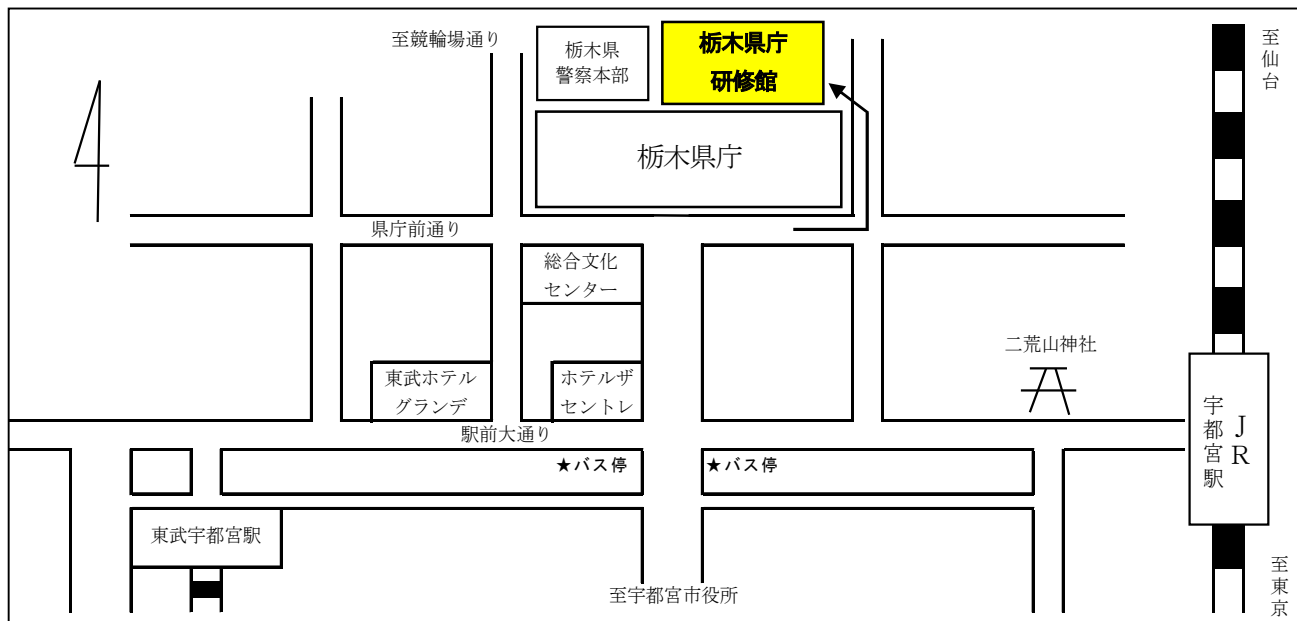 至競輪場通り
栃木県
警察本部
栃木県庁
研修館
至仙台
栃木県庁
県庁前通り
総合文化
センター
二荒山神社
東武ホテル
グランデ
ホテルザ
セントレ
JR
宇都宮駅
駅前大通り
★バス停
★バス停
東武宇都宮駅
至宇都宮市役所
至東京